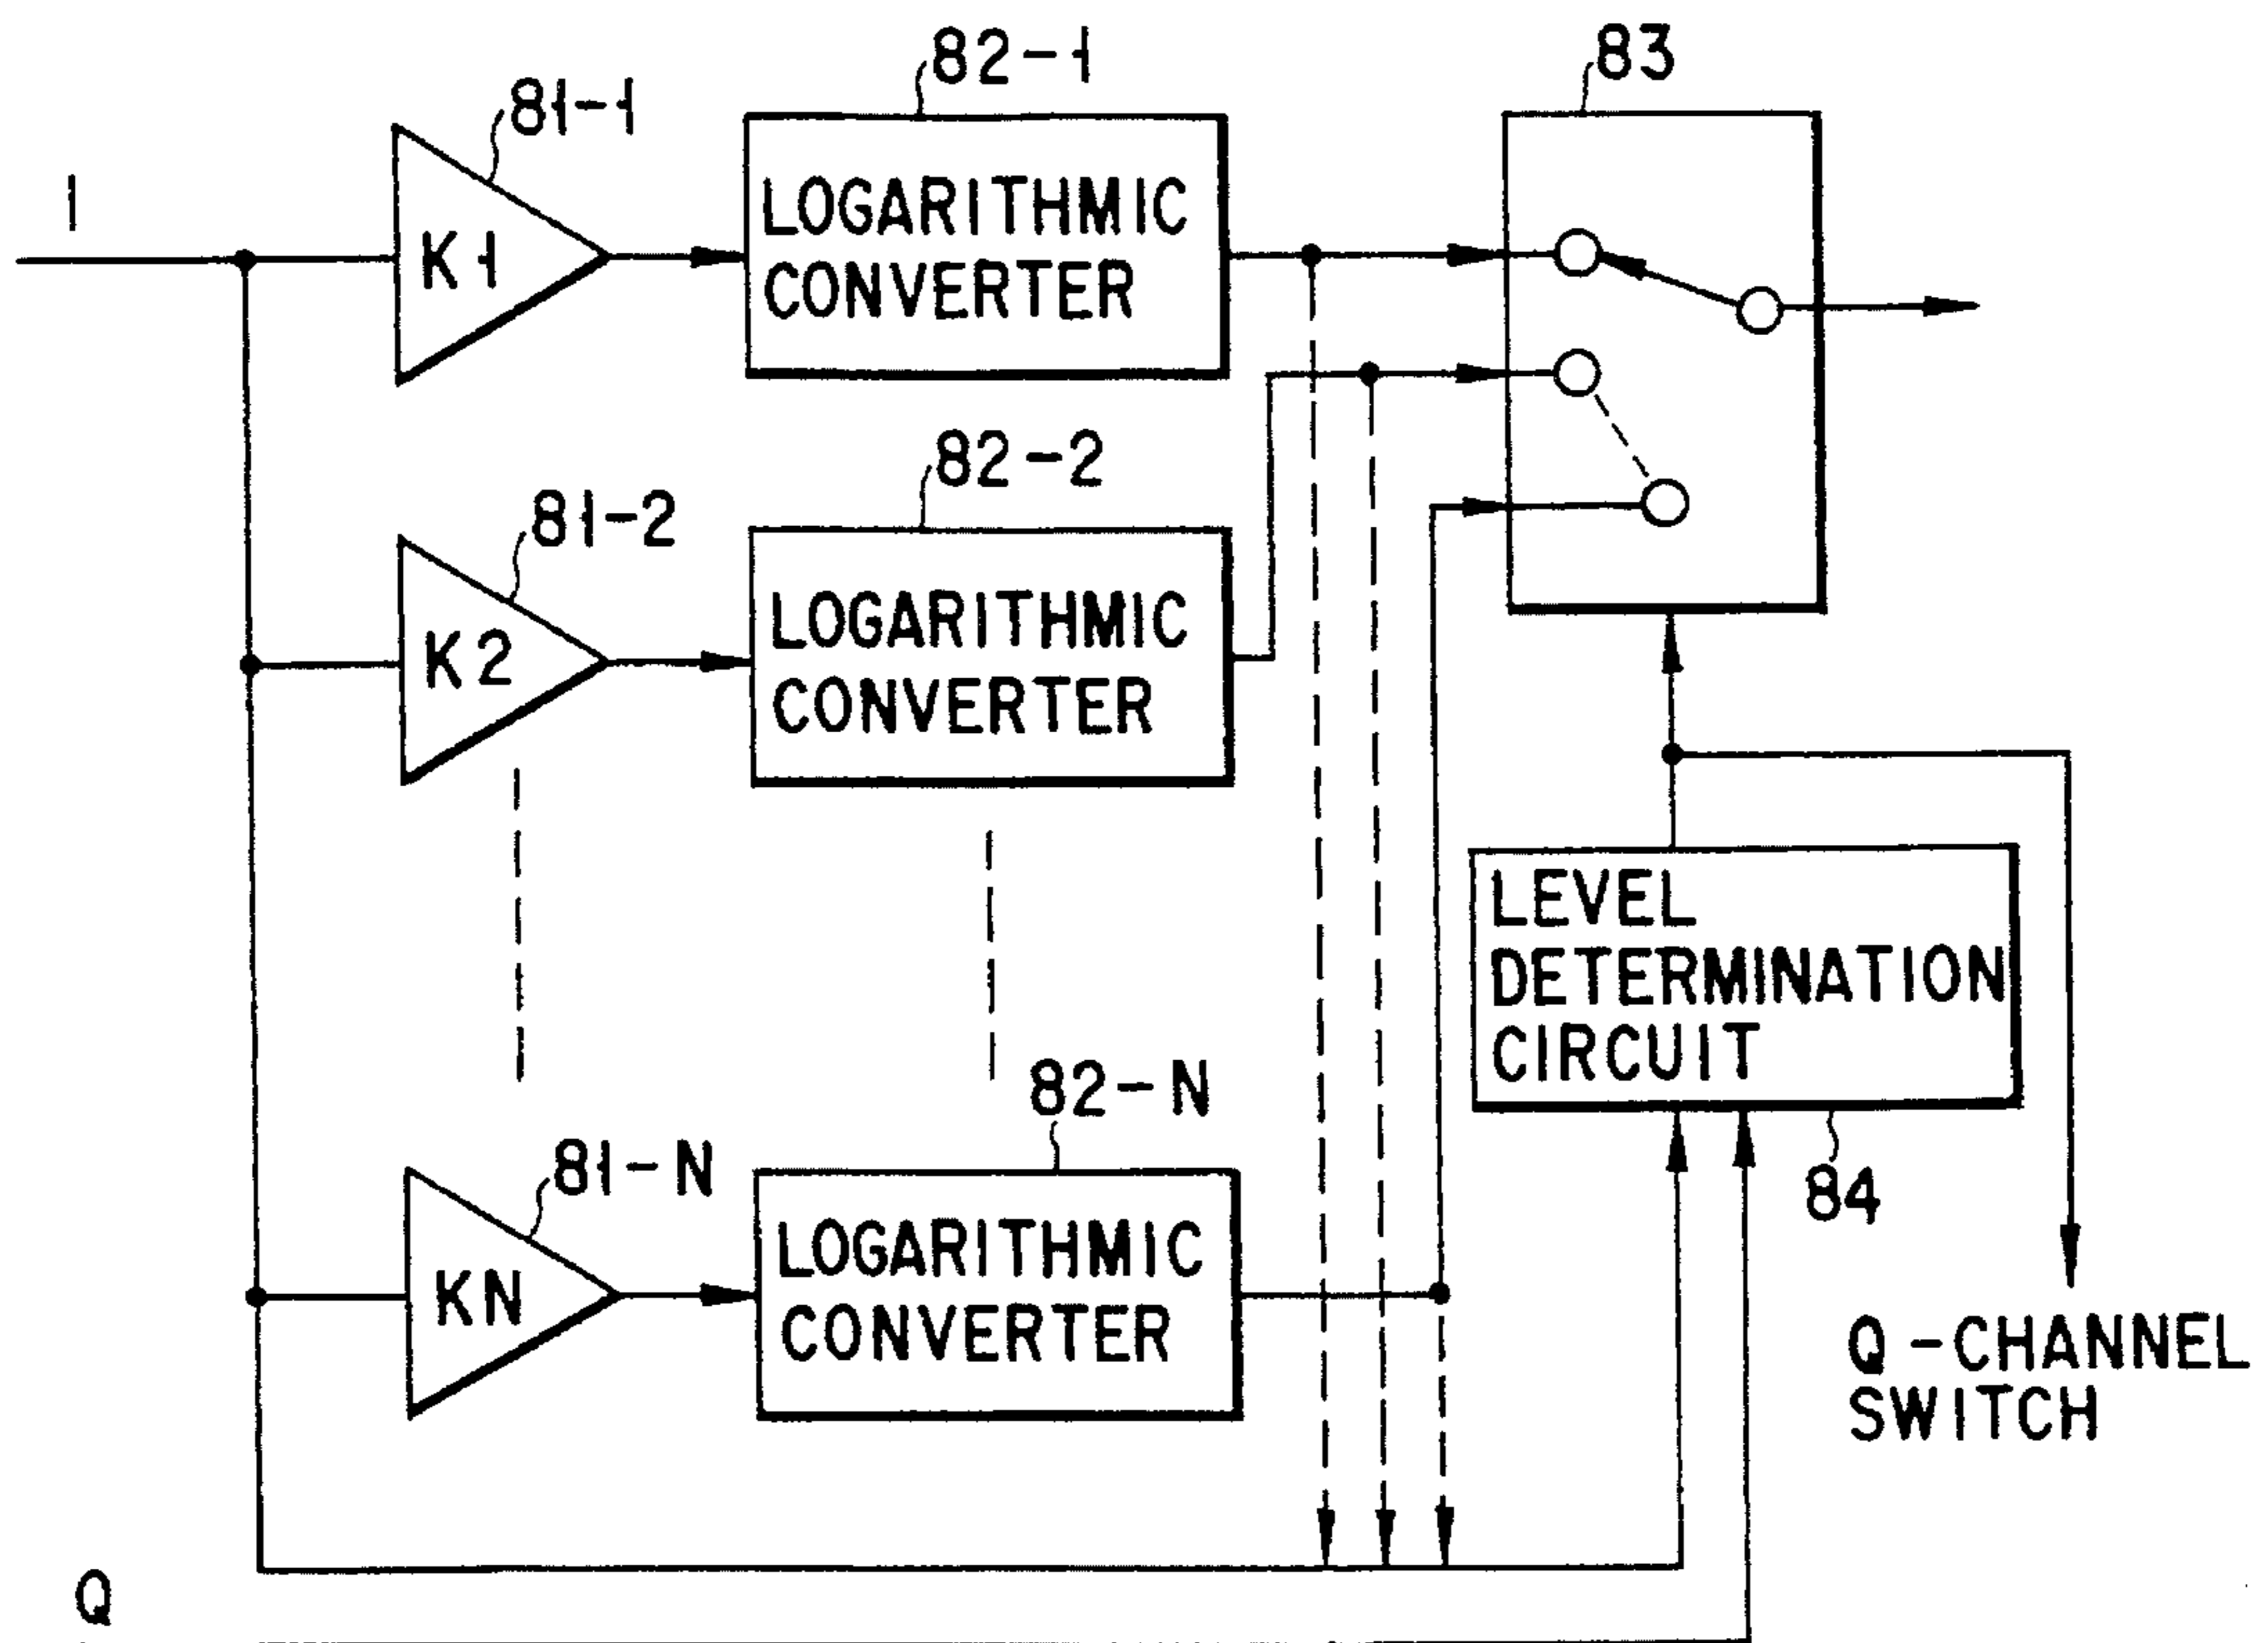 82-1
83
81-1
I
K1
LOGARITHMIC
CONVERTER
82-2
81-2
K2
LOGARITHMIC
CONVERTER
LEVEL
DETERMINATION
CIRCUIT
82-N
81-N
84
KN
LOGARITHMIC
CONVERTER
Q-CHANNEL
SWITCH
Q